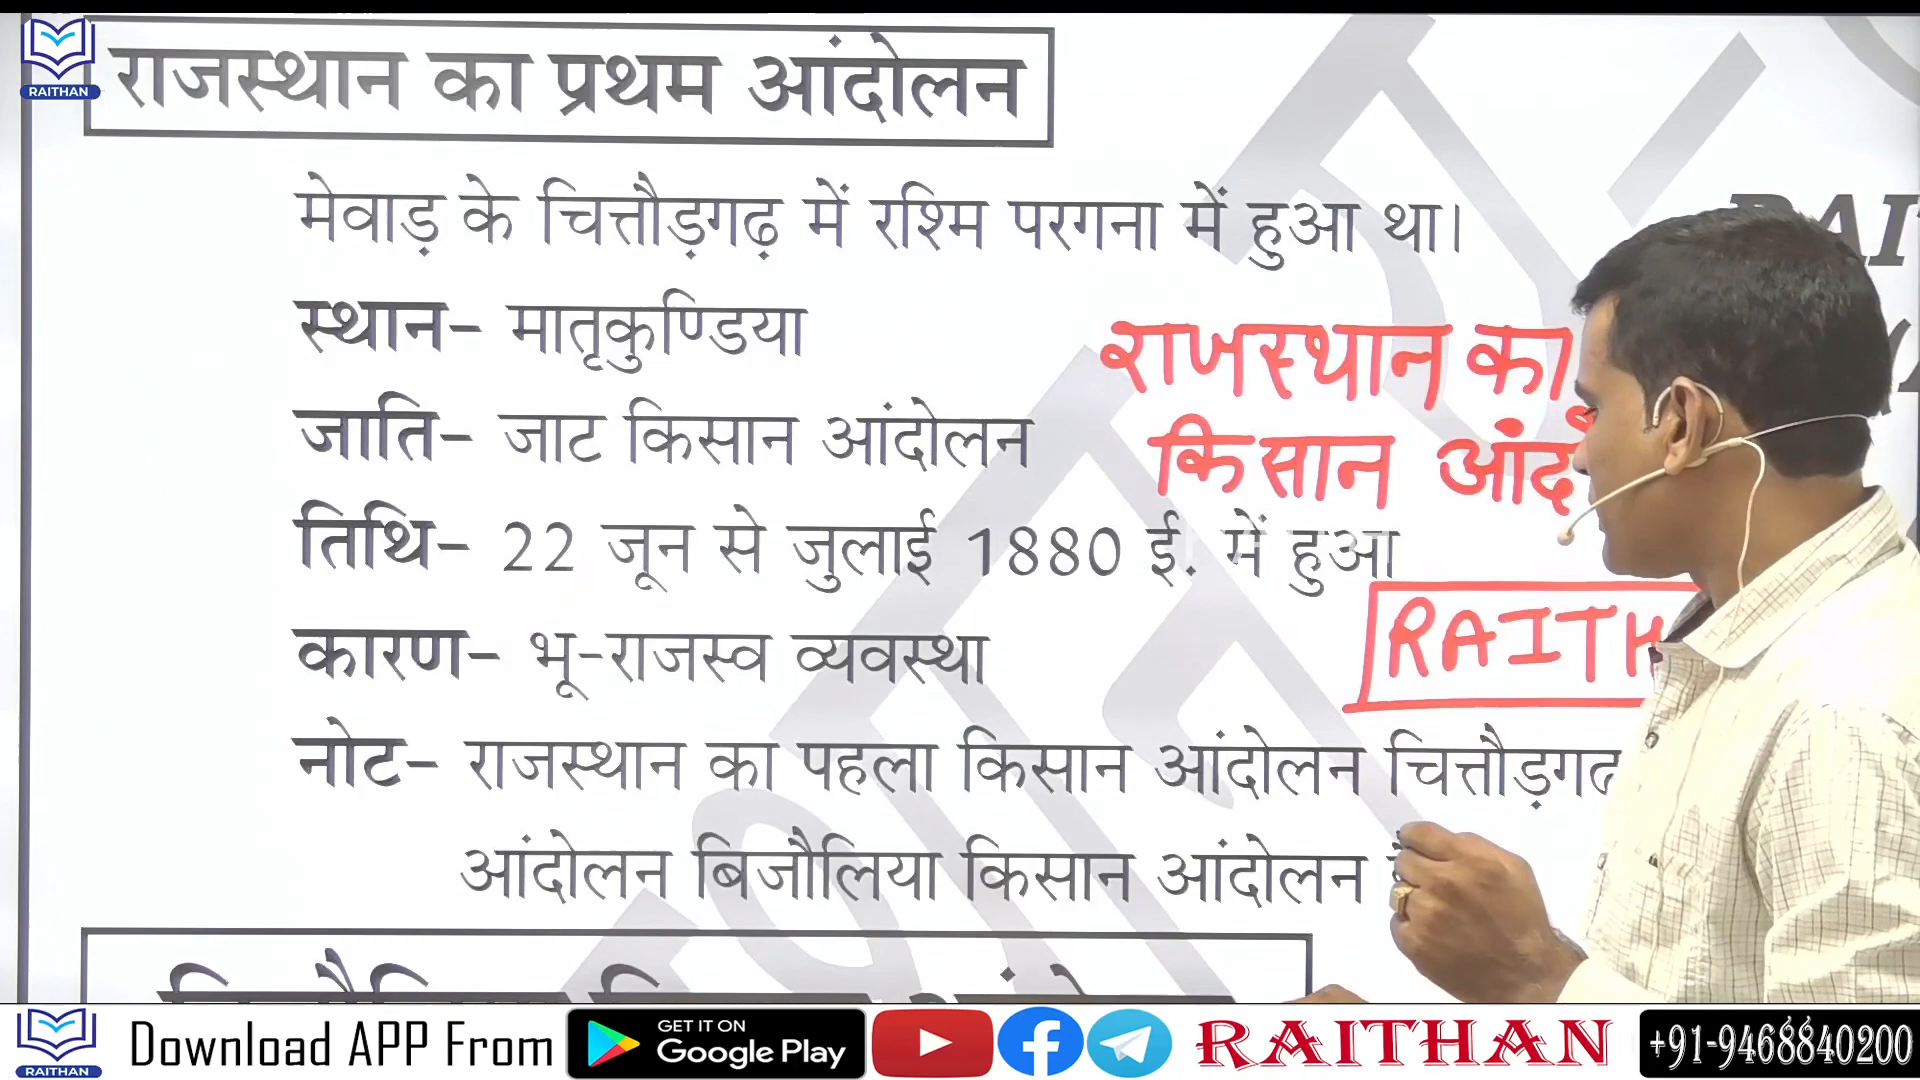 RAITHAN
राजस्थान का प्रथम आंदोलन
मेवाड़ के चित्तौड़गढ़ में रश्मि परगना में हुआ था।
स्थान– मातृकुण्डिया
राजस्थान का
जाति– जाट किसान आंदोलन
किसान
तिथि– 22 जून से जुलाई 1880 ई. में हुआ
कारण– भू-राजस्व व्यवस्था
नोट– राजस्थान का पहला किसान आंदोलन
आंदोलन बिजौलिया किसान आंदोलन
RAITHAN
Download APP From
GET IT ON
Google Play
RAITHAN
+91-9468840200